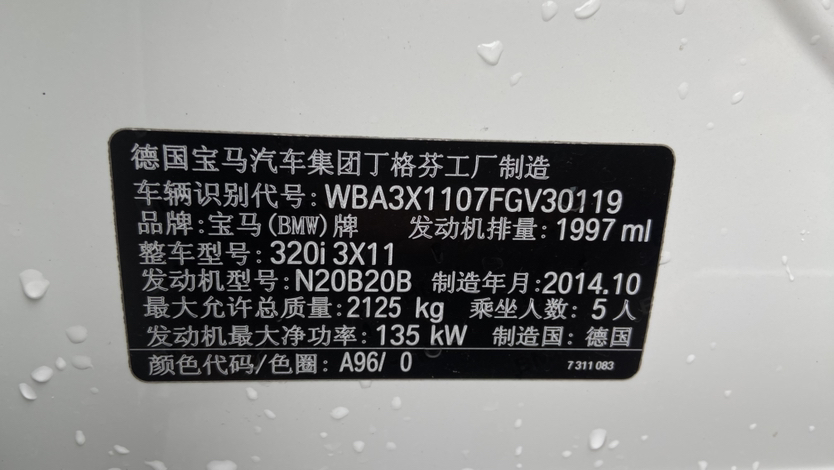 德国宝马汽车集团丁格芬工厂制造
车辆识别代号: WBA3X1107FGV30119
品牌: 宝马(BMW)牌 发动机排量: 1997 ml
整车型号: 320i 3X11
发动机型号: N20B20B 制造年月: 2014.10
最大允许总质量: 2125 kg 乘坐人数: 5 人
发动机最大净功率: 135 kW 制造国: 德国
颜色代码/色圈: A96/ 0 7 311 083